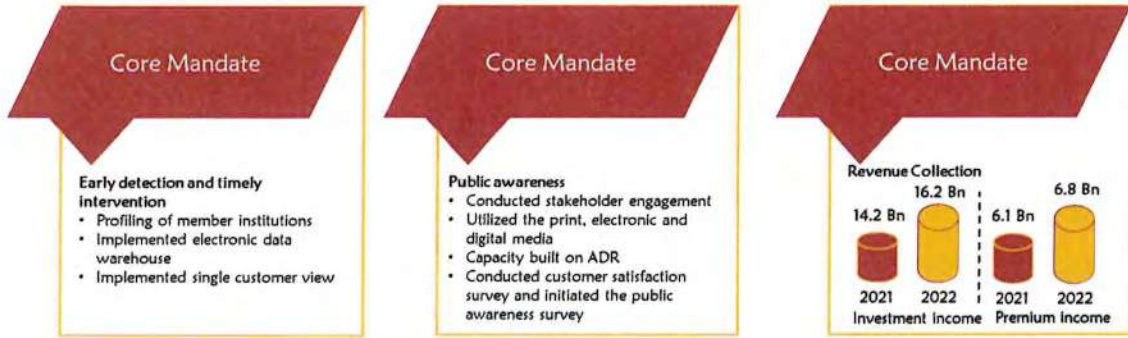 Core Mandate
Early detection and timely
intervention
• Profiling of member institutions
• Implemented electronic data
warehouse
• Implemented single customer view
Core Mandate
Public awareness
• Conducted stakeholder engagement
• Utilized the print, electronic and
digital media
• Capacity built on ADR
• Conducted customer satisfaction
survey and initiated the public
awareness survey
Core Mandate
Revenue Collection
14.2 Bn
16.2 Bn
6.1 Bn
6.8 Bn
2021
2022
2021
2022
Investment income
Premium Income